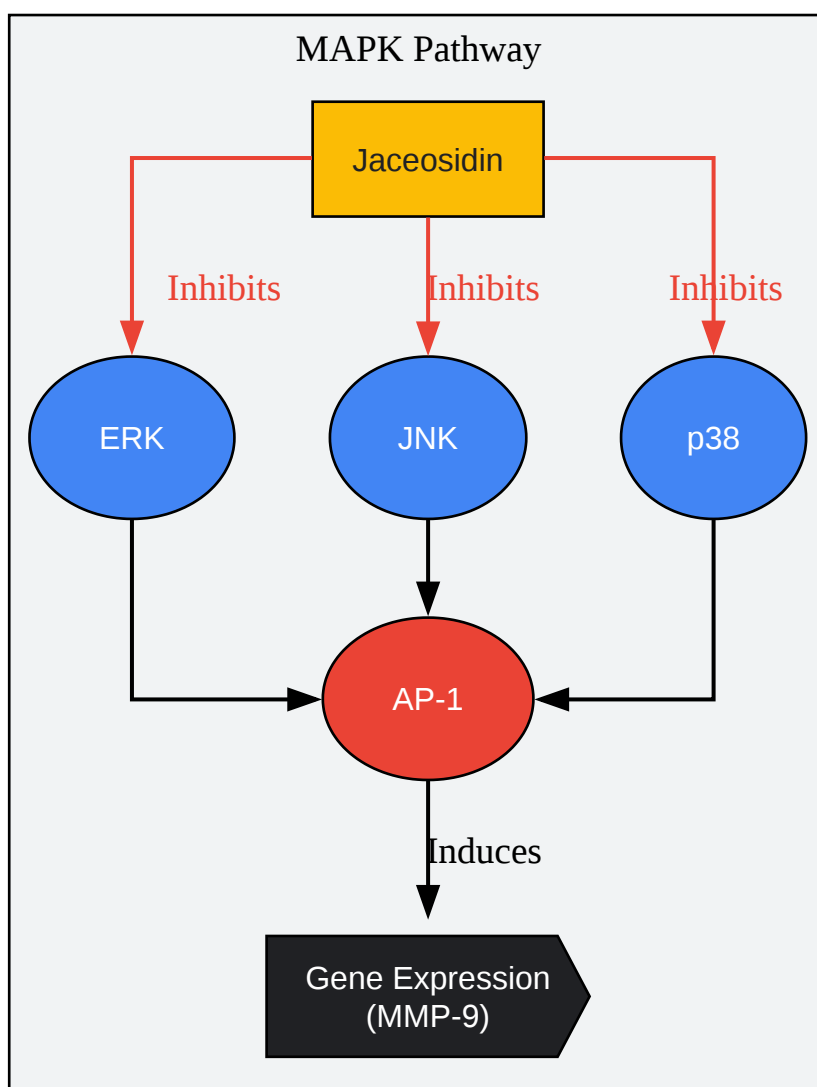 MAPK Pathway
Jaceosidin
Inhibits
Inhibits
Inhibits
ERK
JNK
p38
AP-1
Induces
Gene Expression
(MMP-9)